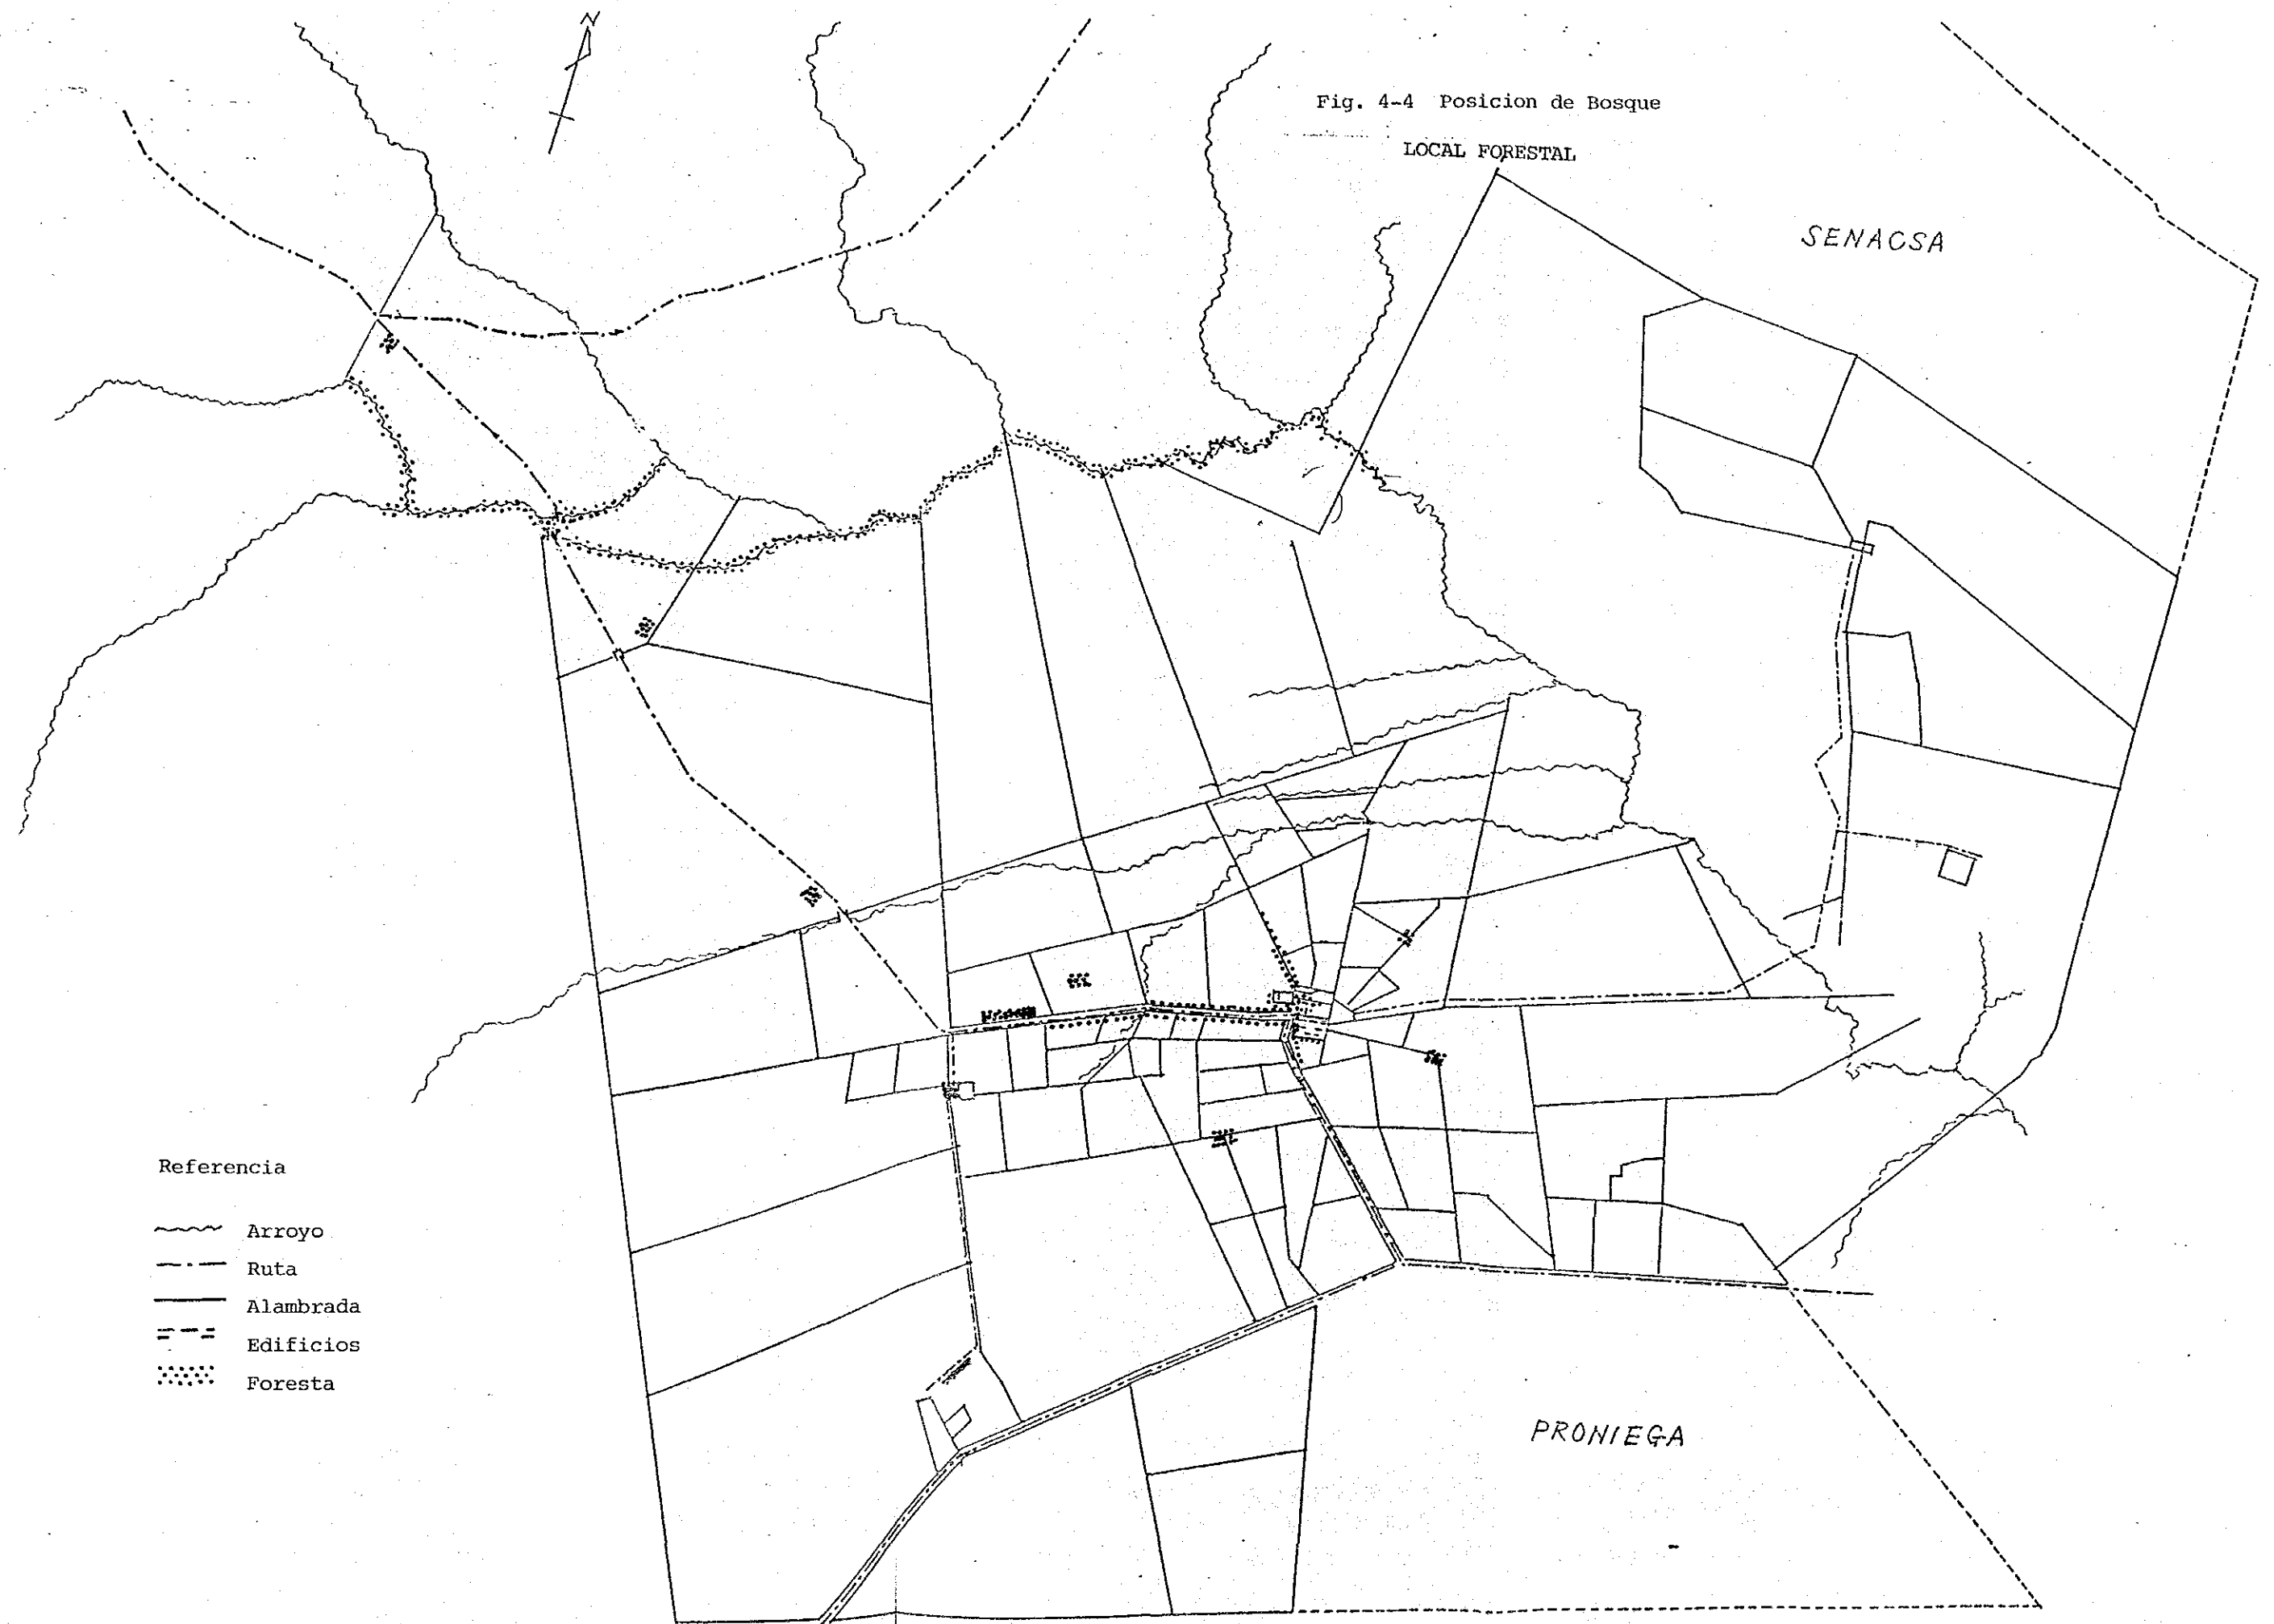 N
Fig. 4-4 Posicion de Bosque
LOCAL FORESTAL
SENACSA
Referencia
Arroyo
Ruta
Alambrada
Edificios
Foresta
PRONIEGA